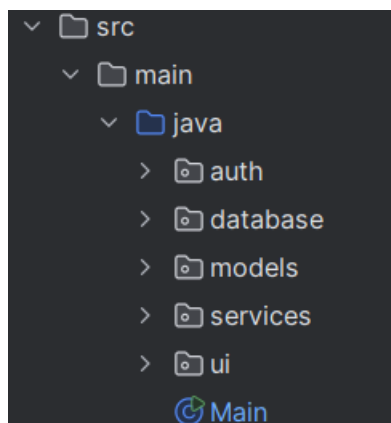 src
main
java
auth
database
models
services
ui
Main